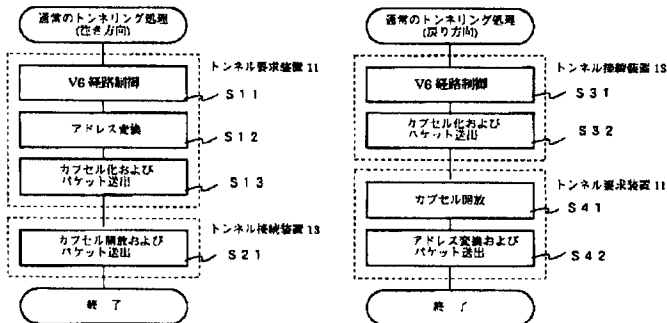 通常のトンネリング処理
(往き方向)
トンネル要求装置 11
V6 経路制御
S11
アドレス変換
S12
カプセル化および
パケット送出
S13
トンネル接続装置 13
カプセル開放および
パケット送出
S21
終 了
通常のトンネリング処理
(戻り方向)
トンネル接続装置 13
V6 経路制御
S31
カプセル化および
パケット送出
S32
トンネル要求装置 11
カプセル開放
S41
アドレス変換および
パケット送出
S42
終 了